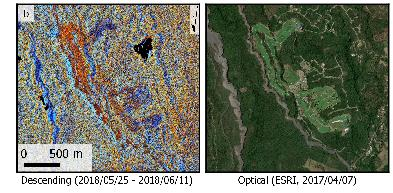 b
0 500 m
Descending (2018/05/25 - 2018/06/11)
Optical (ESRI, 2017/04/07)